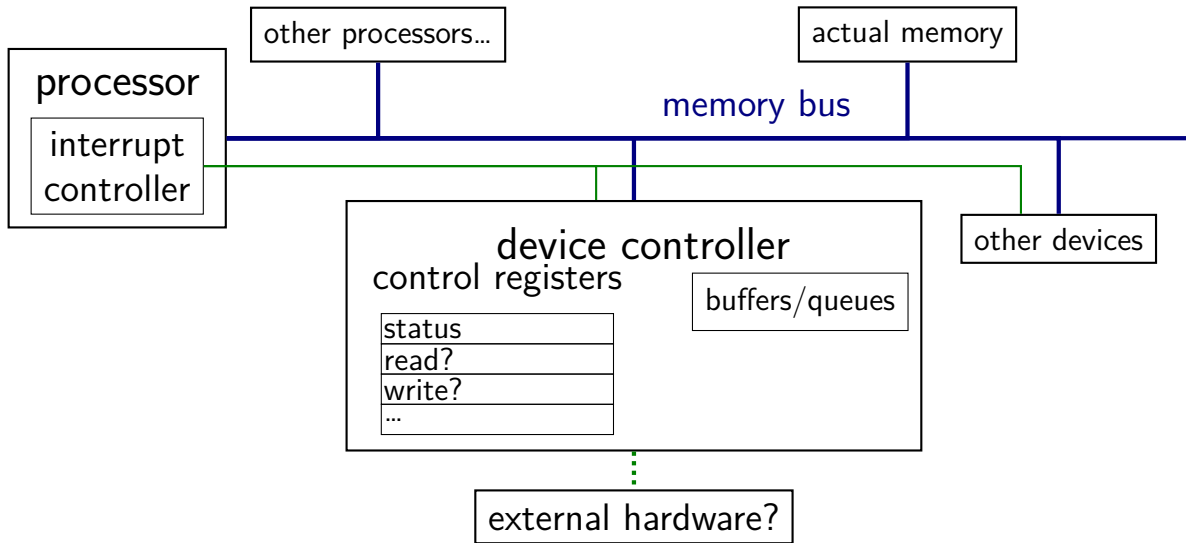 other processors…
actual memory
processor
memory bus
interrupt
controller
other devices
device controller
control registers
buffers/queues
status
read?
write?
…
external hardware?